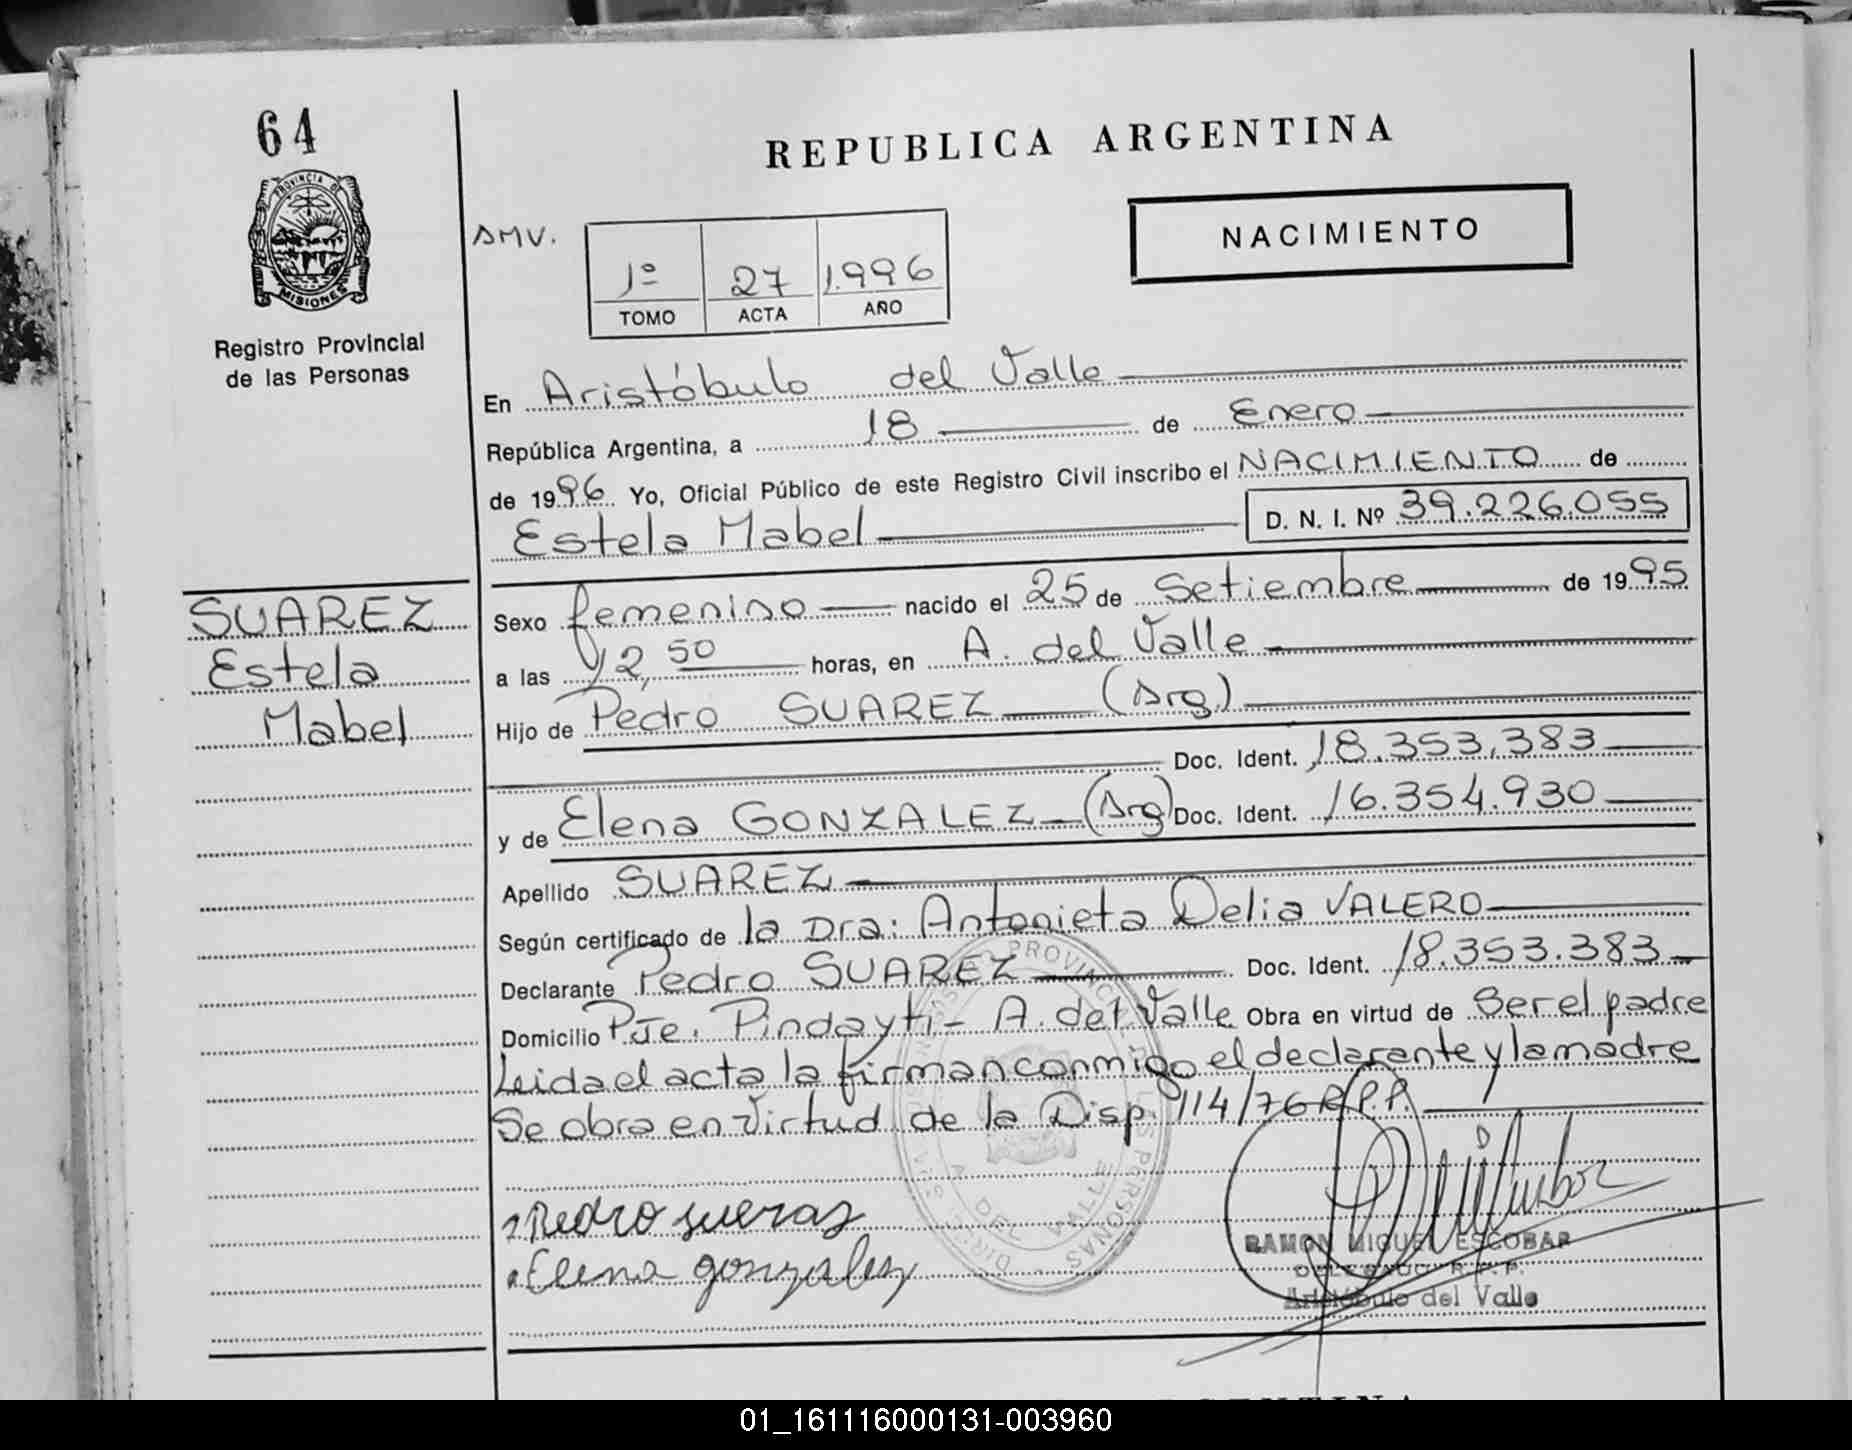 64
REPUBLICA ARGENTINA
PROVINCIA DE
MISIONES
Registro Provincial
de las Personas
AMV.
1º 27 1.996
TOMO ACTA AÑO
NACIMIENTO
En Aristóbulo del Valle
República Argentina, a 18 de Enero
de 1996 Yo, Oficial Público de este Registro Civil inscribo el NACIMIENTO de
Estela Mabel D. N. I. Nº 39.226.055
SUAREZ
Estela
Mabel
Sexo femenino nacido el 25 de Setiembre de 1995
a las 12,50 horas, en A. del Valle
Hijo de Pedro SUAREZ (Arg)
Doc. Ident. 18.353.383
y de Elena GONZALEZ (Arg) Doc. Ident. 16.354.930
Apellido SUAREZ
Según certificado de la Dra: Antonieta Delia VALERO
Declarante Pedro SUAREZ Doc. Ident. 18.353.383
Domicilio Pje. Pindayti - A. del Valle Obra en virtud de Ser el padre
Leida el acta la firman conmigo el declarante y la madre
Se obra en Virtud de la Disp. 114/76 R.P.P.
Pedro sueras
Elena gonzalez
RAMON MIGUEL ESCOBAR
DELEGADO R.P.P.
Aristóbulo del Valle
01_161116000131-003960